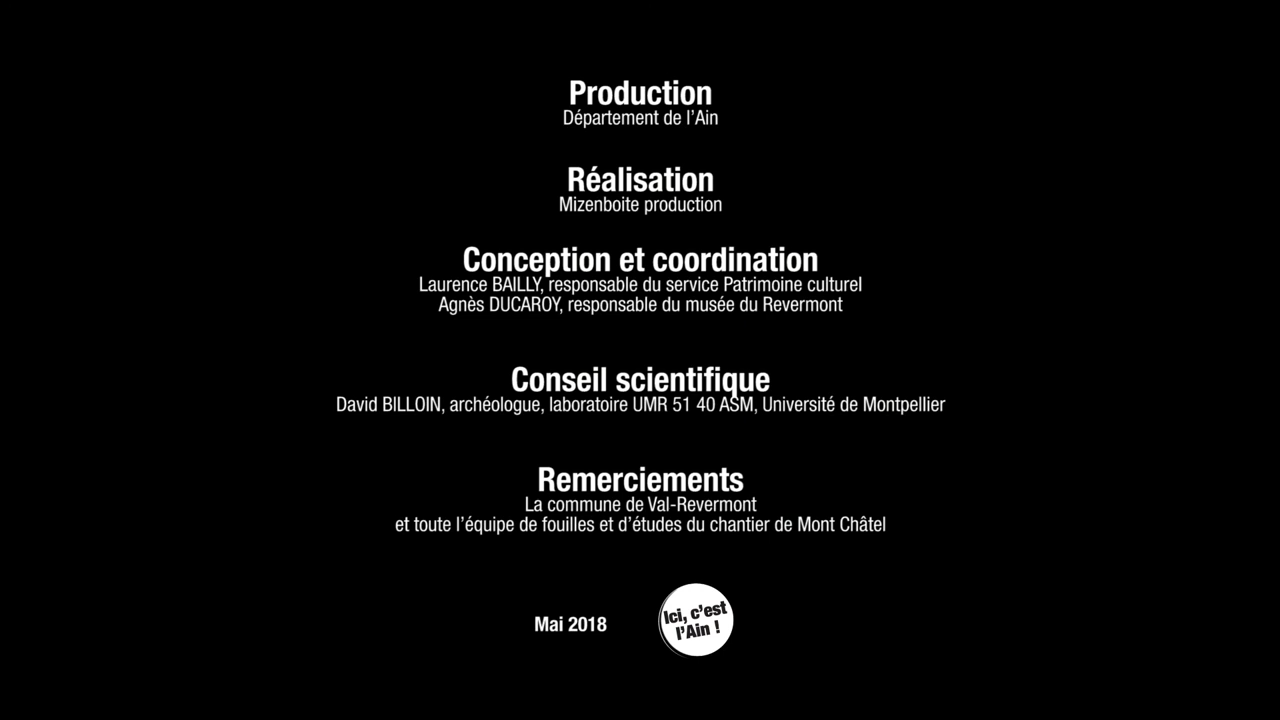 Production
Département de l'Ain
Réalisation
Mizenboite production
Conception et coordination
Laurence BAILLY, responsable du service Patrimoine culturel
Agnès DUCAROY, responsable du musée du Revermont
Conseil scientifique
David BILLOIN, archéologue, laboratoire UMR 51 40 ASM, Université de Montpellier
Remerciements
La commune de Val-Revermont
et toute l'équipe de fouilles et d'études du chantier de Mont Châtel
Mai 2018
Ici, c'est
l'Ain !